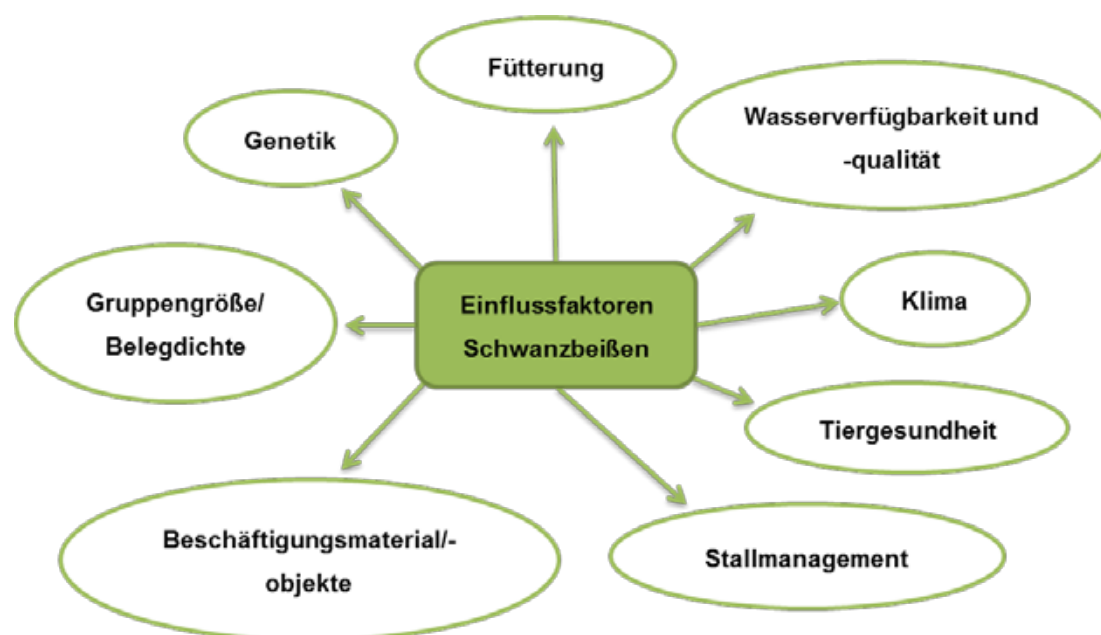 Fütterung
Wasserverfügbarkeit und
-qualität
Genetik
Klima
Gruppengröße/
Belegdichte
Einflussfaktoren
Schwanzbeißen
Tiergesundheit
Beschäftigungsmaterial/-
objekte
Stallmanagement